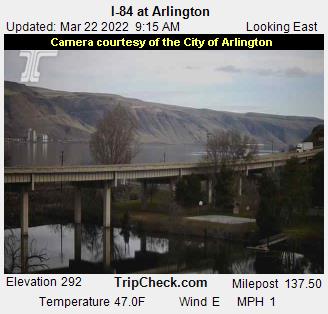 I-84 at Arlington
Updated: Mar 22 2022 9:15 AM Looking East
Camera courtesy of the City of Arlington
Elevation 292 TripCheck.com Milepost 137.50
Temperature 47.0F Wind E MPH 1